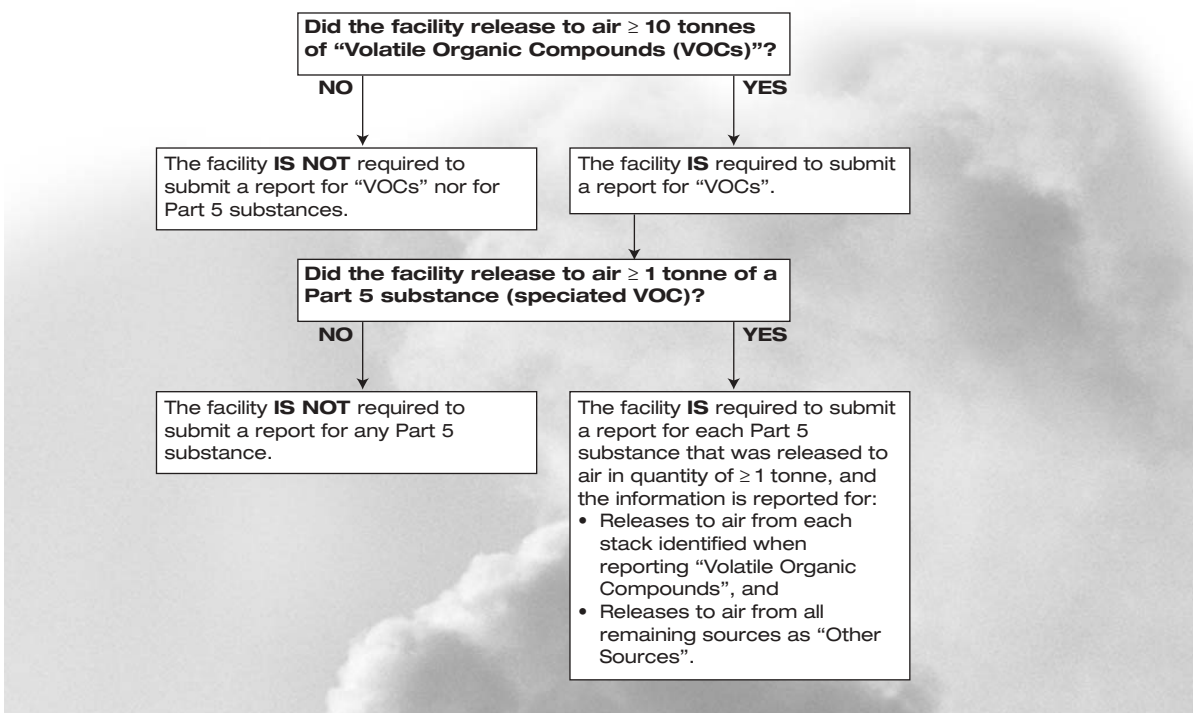 Did the facility release to air ≥ 10 tonnes
of “Volatile Organic Compounds (VOCs)”?
NO
YES
The facility IS NOT required to
submit a report for “VOCs” nor for
Part 5 substances.
The facility IS required to submit
a report for “VOCs”.
Did the facility release to air ≥ 1 tonne of a
Part 5 substance (speciated VOC)?
NO
YES
The facility IS NOT required to
submit a report for any Part 5
substance.
The facility IS required to submit
a report for each Part 5
substance that was released to
air in quantity of ≥ 1 tonne, and
the information is reported for:
• Releases to air from each
stack identified when
reporting “Volatile Organic
Compounds”, and
• Releases to air from all
remaining sources as “Other
Sources”.